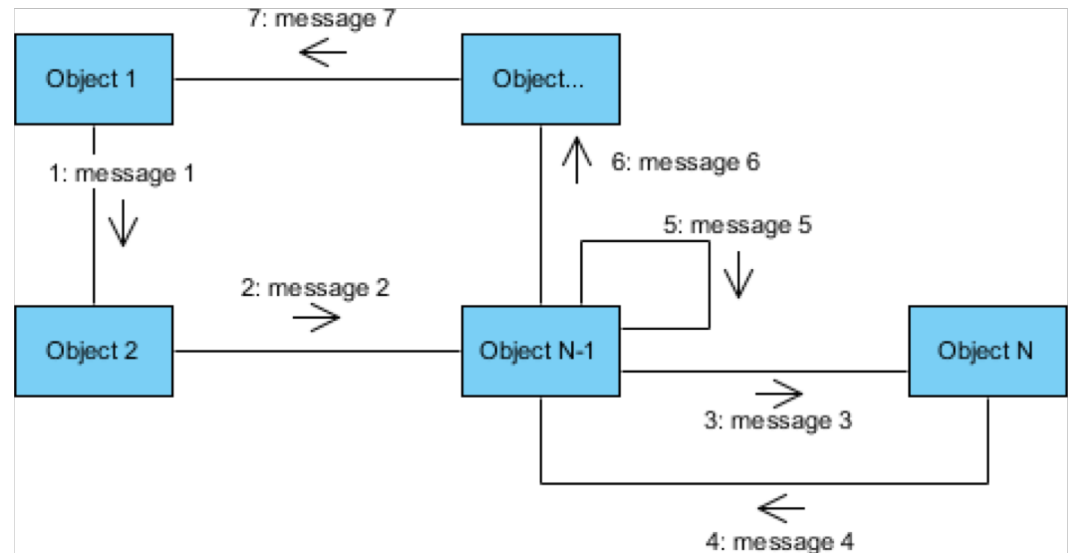 7: message 7
Object 1
Object...
1: message 1
6: message 6
5: message 5
2: message 2
Object 2
Object N-1
Object N
3: message 3
4: message 4